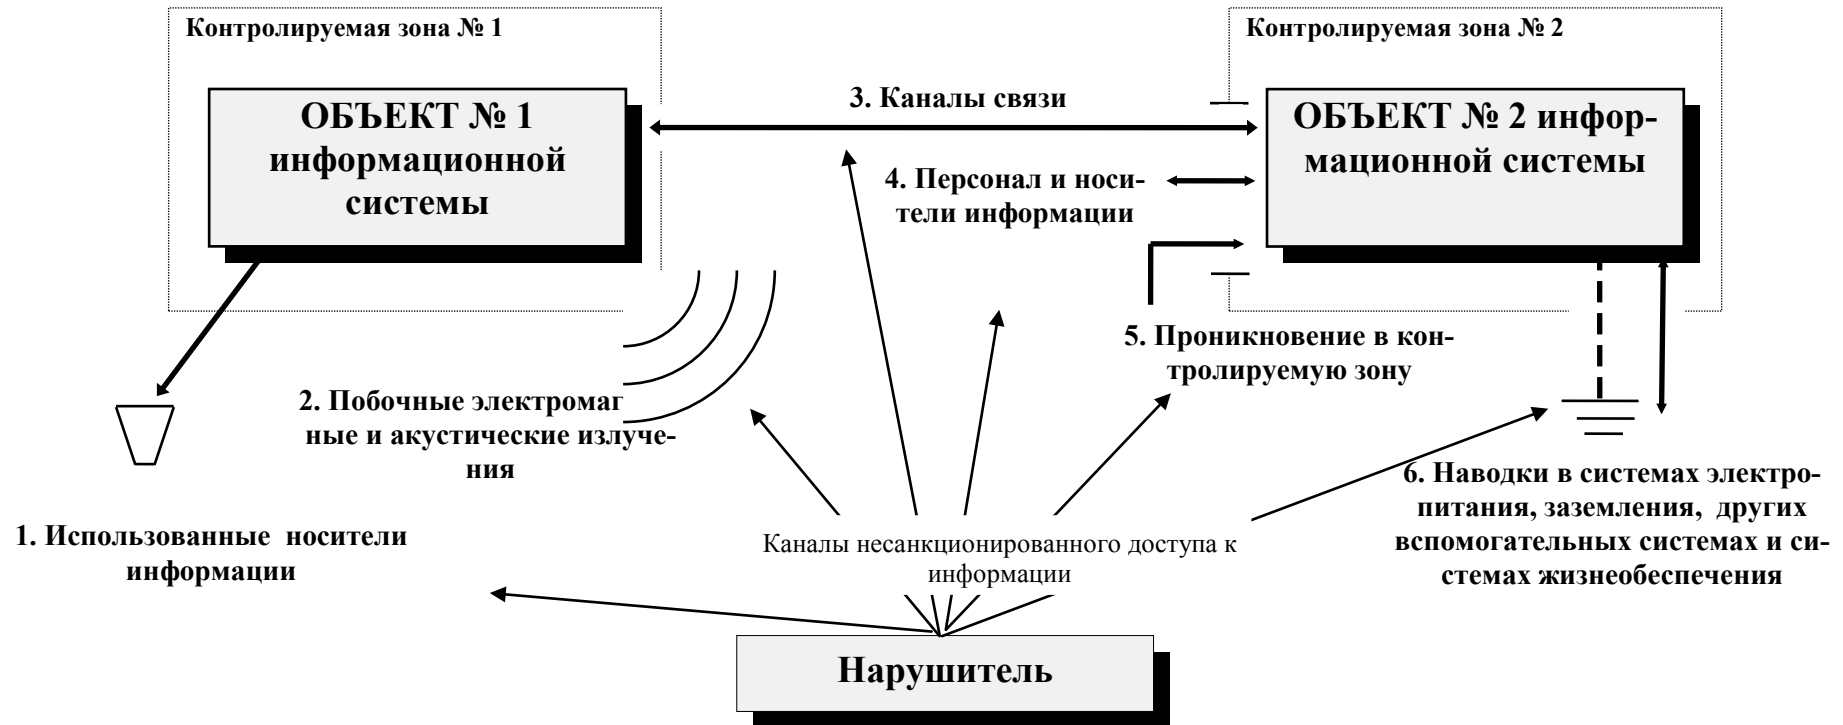 Контролируемая зона № 1
Контролируемая зона № 2
ОБЪЕКТ № 1
информационной
системы
3. Каналы связи
ОБЪЕКТ № 2 инфор-
мационной системы
4. Персонал и носи-
тели информации
5. Проникновение в кон-
тролируемую зону
2. Побочные электромаг
ные и акустические излуче-
ния
6. Наводки в системах электро-
питания, заземления, других
вспомогательных системах и си-
стемах жизнеобеспечения
1. Использованные носители
информации
Каналы несанкционированного доступа к
информации
Нарушитель